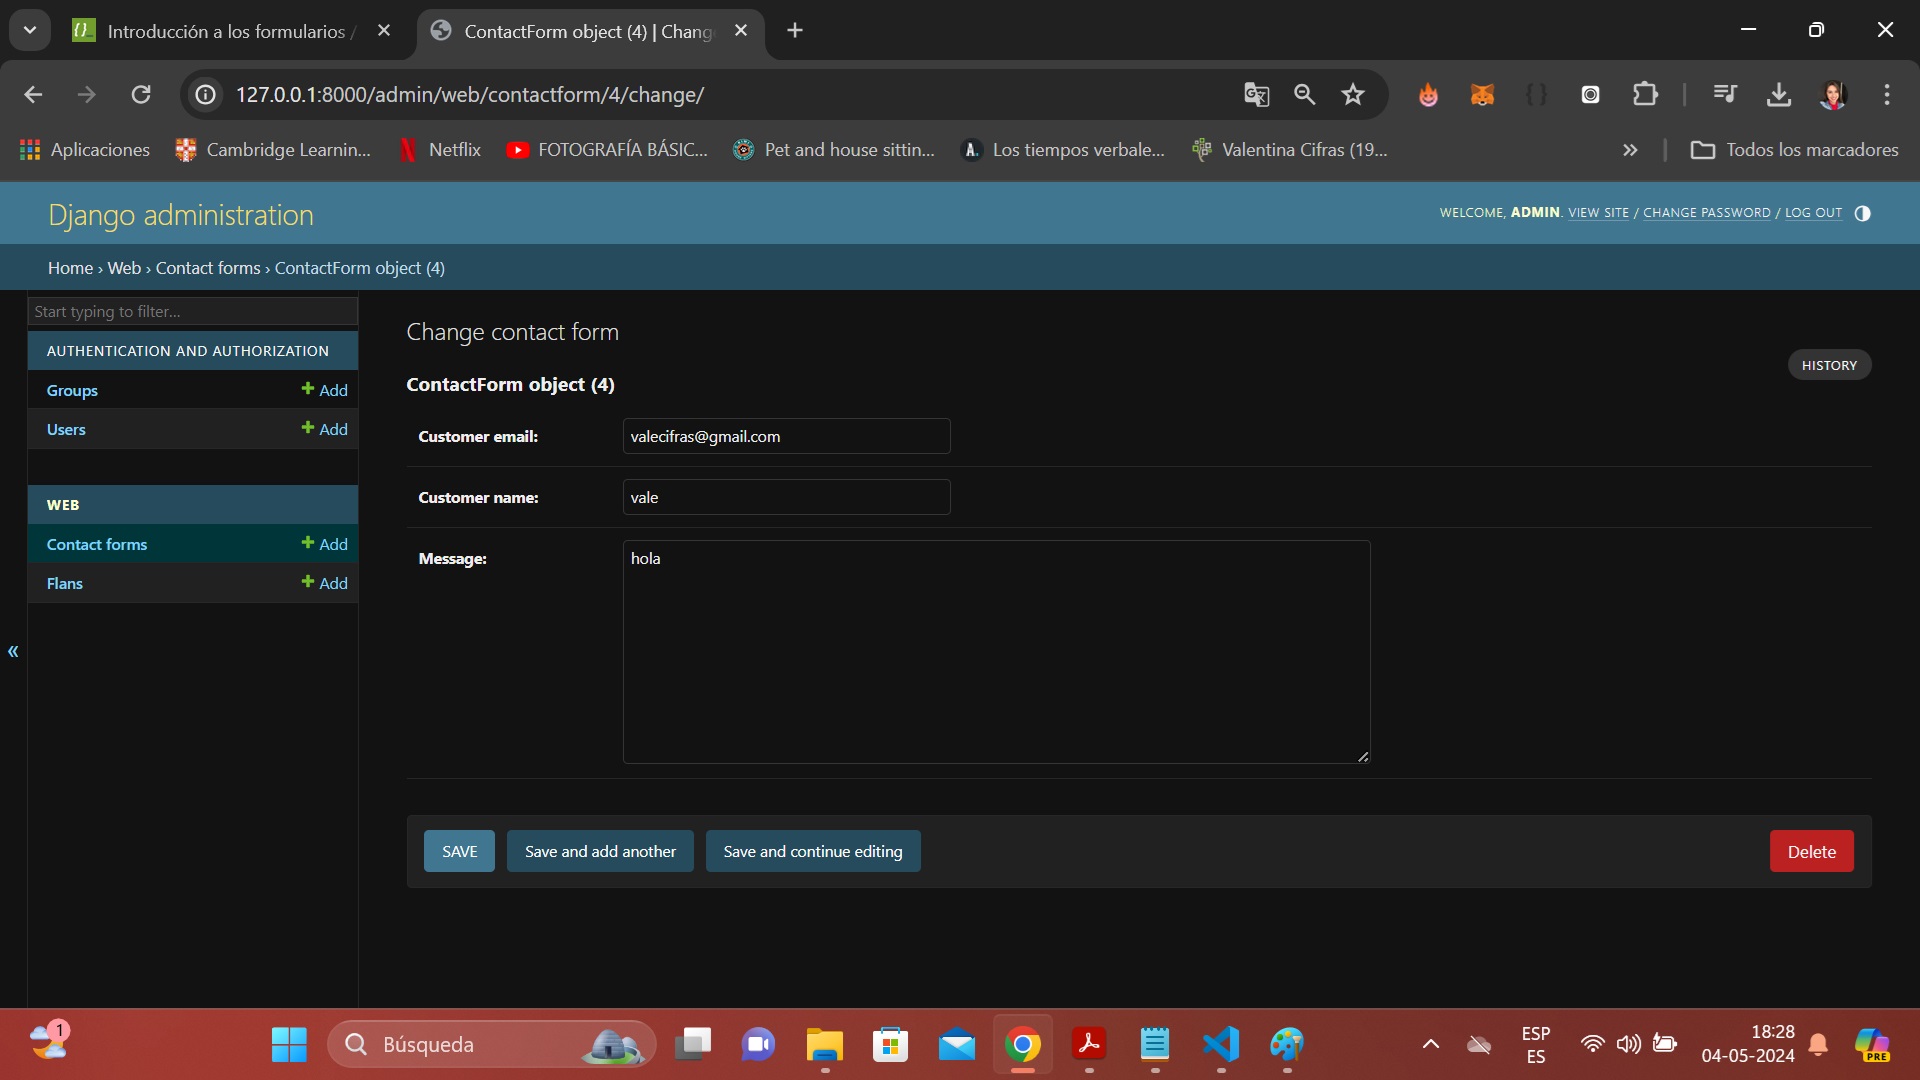 Introducción a los formularios /
ContactForm object (4) | Chang
127.0.0.1:8000/admin/web/contactform/4/change/
Aplicaciones
Cambridge Learnin...
Netflix
FOTOGRAFÍA BÁSIC...
Pet and house sittin...
Los tiempos verbale...
Valentina Cifras (19...
Todos los marcadores
Django administration
WELCOME, ADMIN. VIEW SITE / CHANGE PASSWORD / LOG OUT
Home › Web › Contact forms › ContactForm object (4)
Start typing to filter...
AUTHENTICATION AND AUTHORIZATION
Groups + Add
Users + Add
WEB
Contact forms + Add
Flans + Add
«
Change contact form
HISTORY
ContactForm object (4)
Customer email: valecifras@gmail.com
Customer name: vale
Message: hola
SAVE
Save and add another
Save and continue editing
Delete
1
Búsqueda
ESP
ES
18:28
04-05-2024
PRE